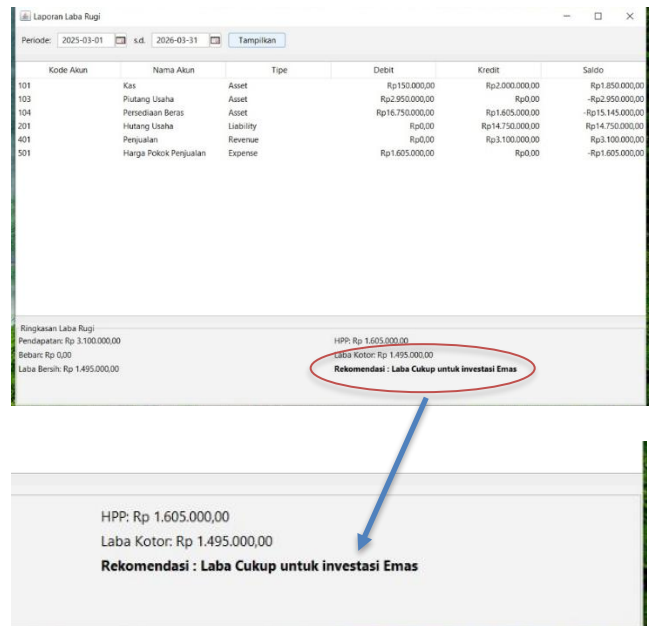 Laporan Laba Rugi
Periode: 2025-03-01 s.d. 2026-03-31 Tampilkan
Kode Akun Nama Akun Tipe Debit Kredit Saldo
101 Kas Asset Rp150.000,00 Rp2.000.000,00 Rp1.850.000,00
103 Piutang Usaha Asset Rp2.950.000,00 Rp0,00 -Rp2.950.000,00
104 Persediaan Beras Asset Rp16.750.000,00 Rp1.605.000,00 -Rp15.145.000,00
201 Hutang Usaha Liability Rp0,00 Rp14.750.000,00 Rp14.750.000,00
401 Penjualan Revenue Rp0,00 Rp3.100.000,00 Rp3.100.000,00
501 Harga Pokok Penjualan Expense Rp1.605.000,00 Rp0,00 -Rp1.605.000,00
Ringkasan Laba Rugi
Pendapatan: Rp 3.100.000,00 HPP: Rp 1.605.000,00
Beban: Rp 0,00 Laba Kotor: Rp 1.495.000,00
Laba Bersih: Rp 1.495.000,00 Rekomendasi : Laba Cukup untuk investasi Emas
HPP: Rp 1.605.000,00
Laba Kotor: Rp 1.495.000,00
Rekomendasi : Laba Cukup untuk investasi Emas